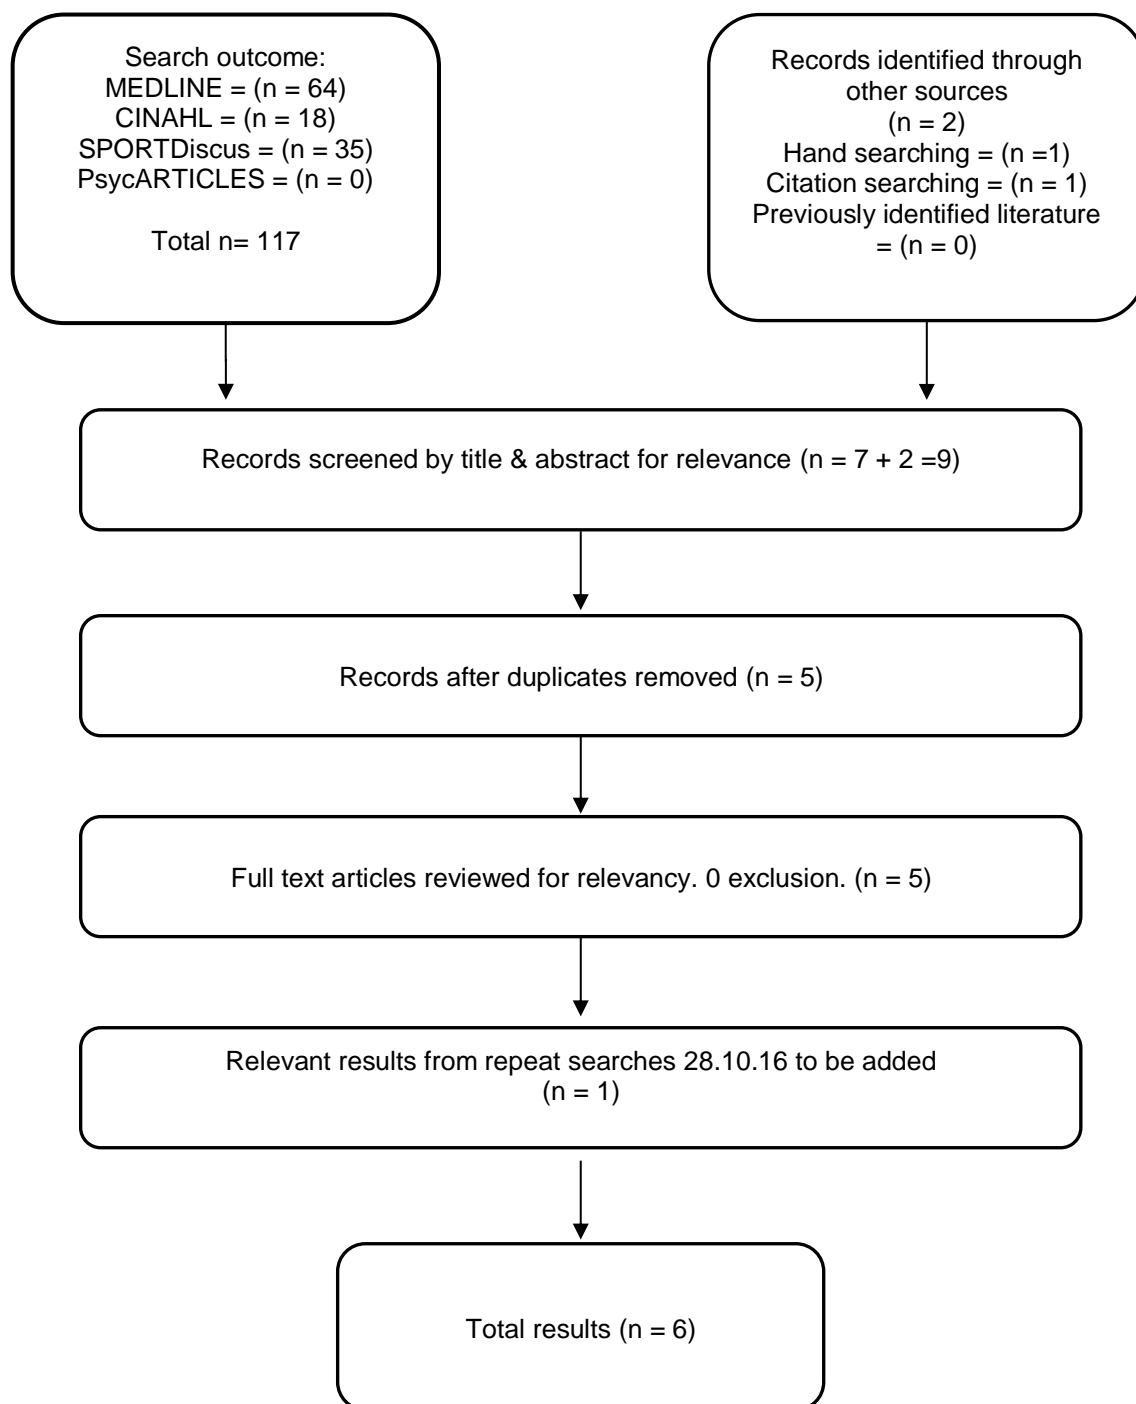 Search outcome:
MEDLINE = (n = 64)
CINAHL = (n = 18)
SPORTDiscus = (n = 35)
PsycARTICLES = (n = 0)
Total n= 117
Records identified through
other sources
(n = 2)
Hand searching = (n =1)
Citation searching = (n = 1)
Previously identified literature
= (n = 0)
Records screened by title & abstract for relevance (n = 7 + 2 =9)
Records after duplicates removed (n = 5)
Full text articles reviewed for relevancy. 0 exclusion. (n = 5)
Relevant results from repeat searches 28.10.16 to be added
(n = 1)
Total results (n = 6)